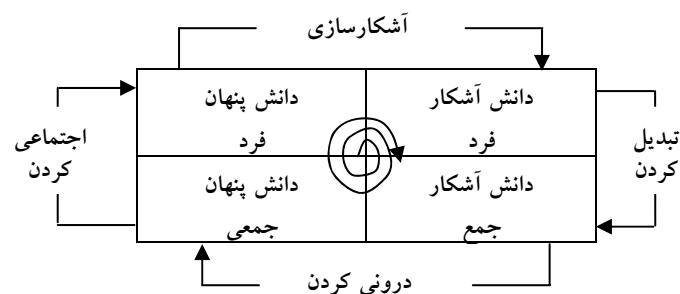 آشکارسازی
دانش پنهان
فرد
دانش آشکار
فرد
تبدیل
کردن
اجتماعی
کردن
دانش پنهان
جمعی
دانش آشکار
جمع
درونی کردن